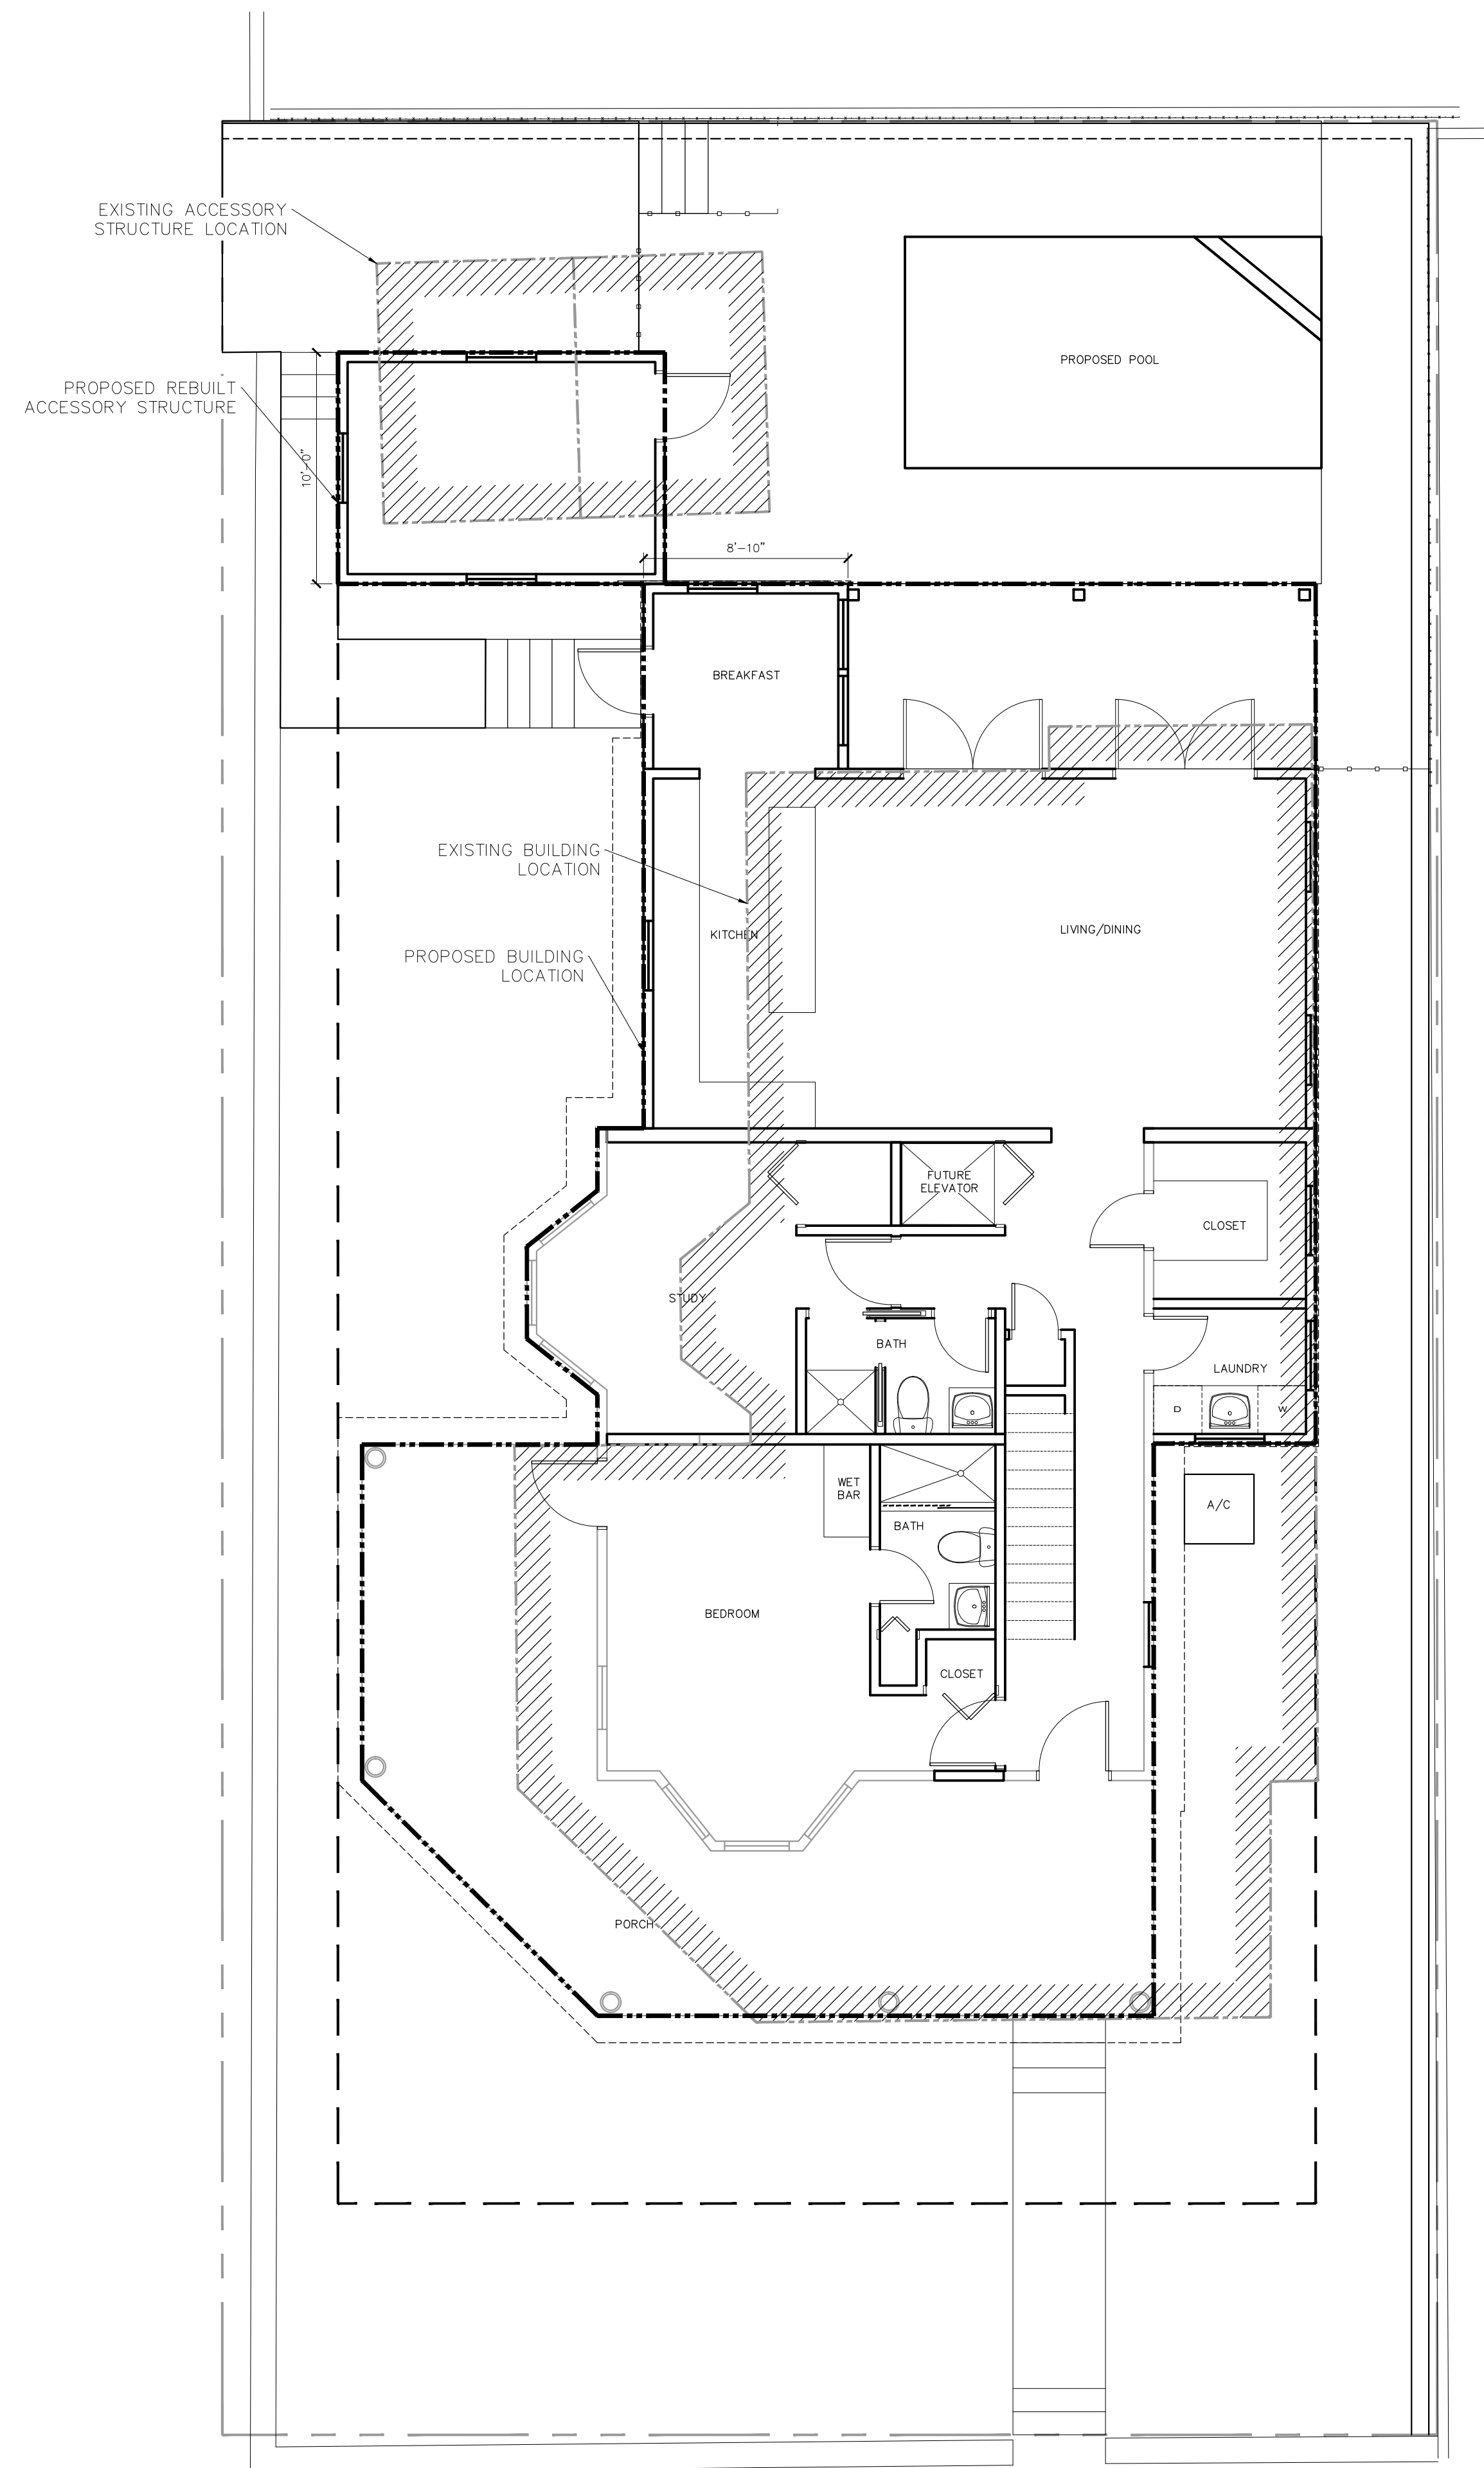 EXISTING ACCESSORY
STRUCTURE LOCATION
PROPOSED POOL
PROPOSED REBUILT
ACCESSORY STRUCTURE
10'-0"
8'-10"
BREAKFAST
EXISTING BUILDING
LOCATION
KITCHEN
LIVING/DINING
PROPOSED BUILDING
LOCATION
FUTURE
ELEVATOR
CLOSET
STUDY
BATH
LAUNDRY
D
W
WET
BAR
A/C
BATH
BEDROOM
CLOSET
PORCH